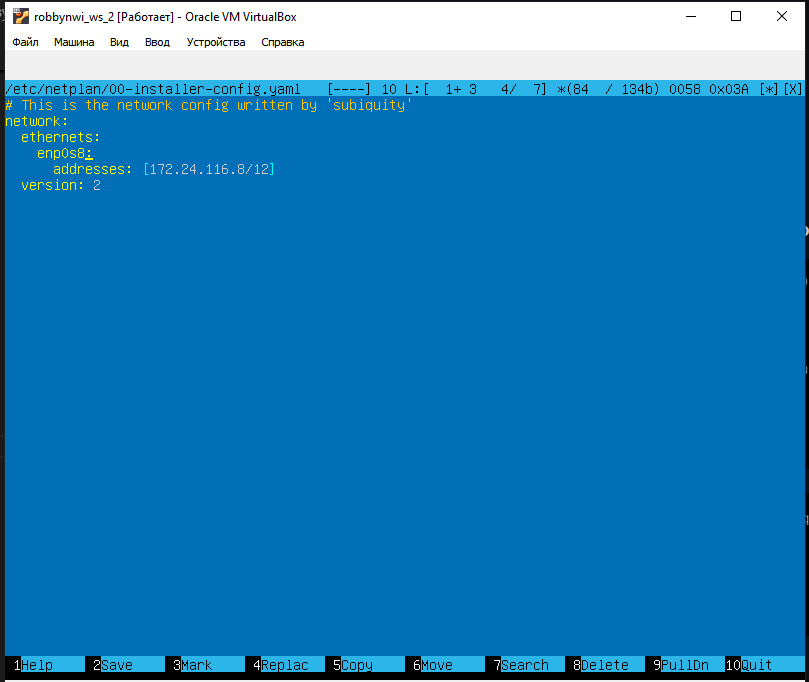 robbynwi_ws_2 [Работает] - Oracle VM VirtualBox
Файл Машина Вид Ввод Устройства Справка
/etc/netplan/00-installer-config.yaml [----] 10 L:[ 1+ 3 4/ 7] *(84 / 134b) 0058 0x03A [*][X]
# This is the network config written by 'subiquity'
network:
  ethernets:
    enp0s8:
      addresses: [172.24.116.8/12]
  version: 2
1Help 2Save 3Mark 4Replac 5Copy 6Move 7Search 8Delete 9PullDn 10Quit